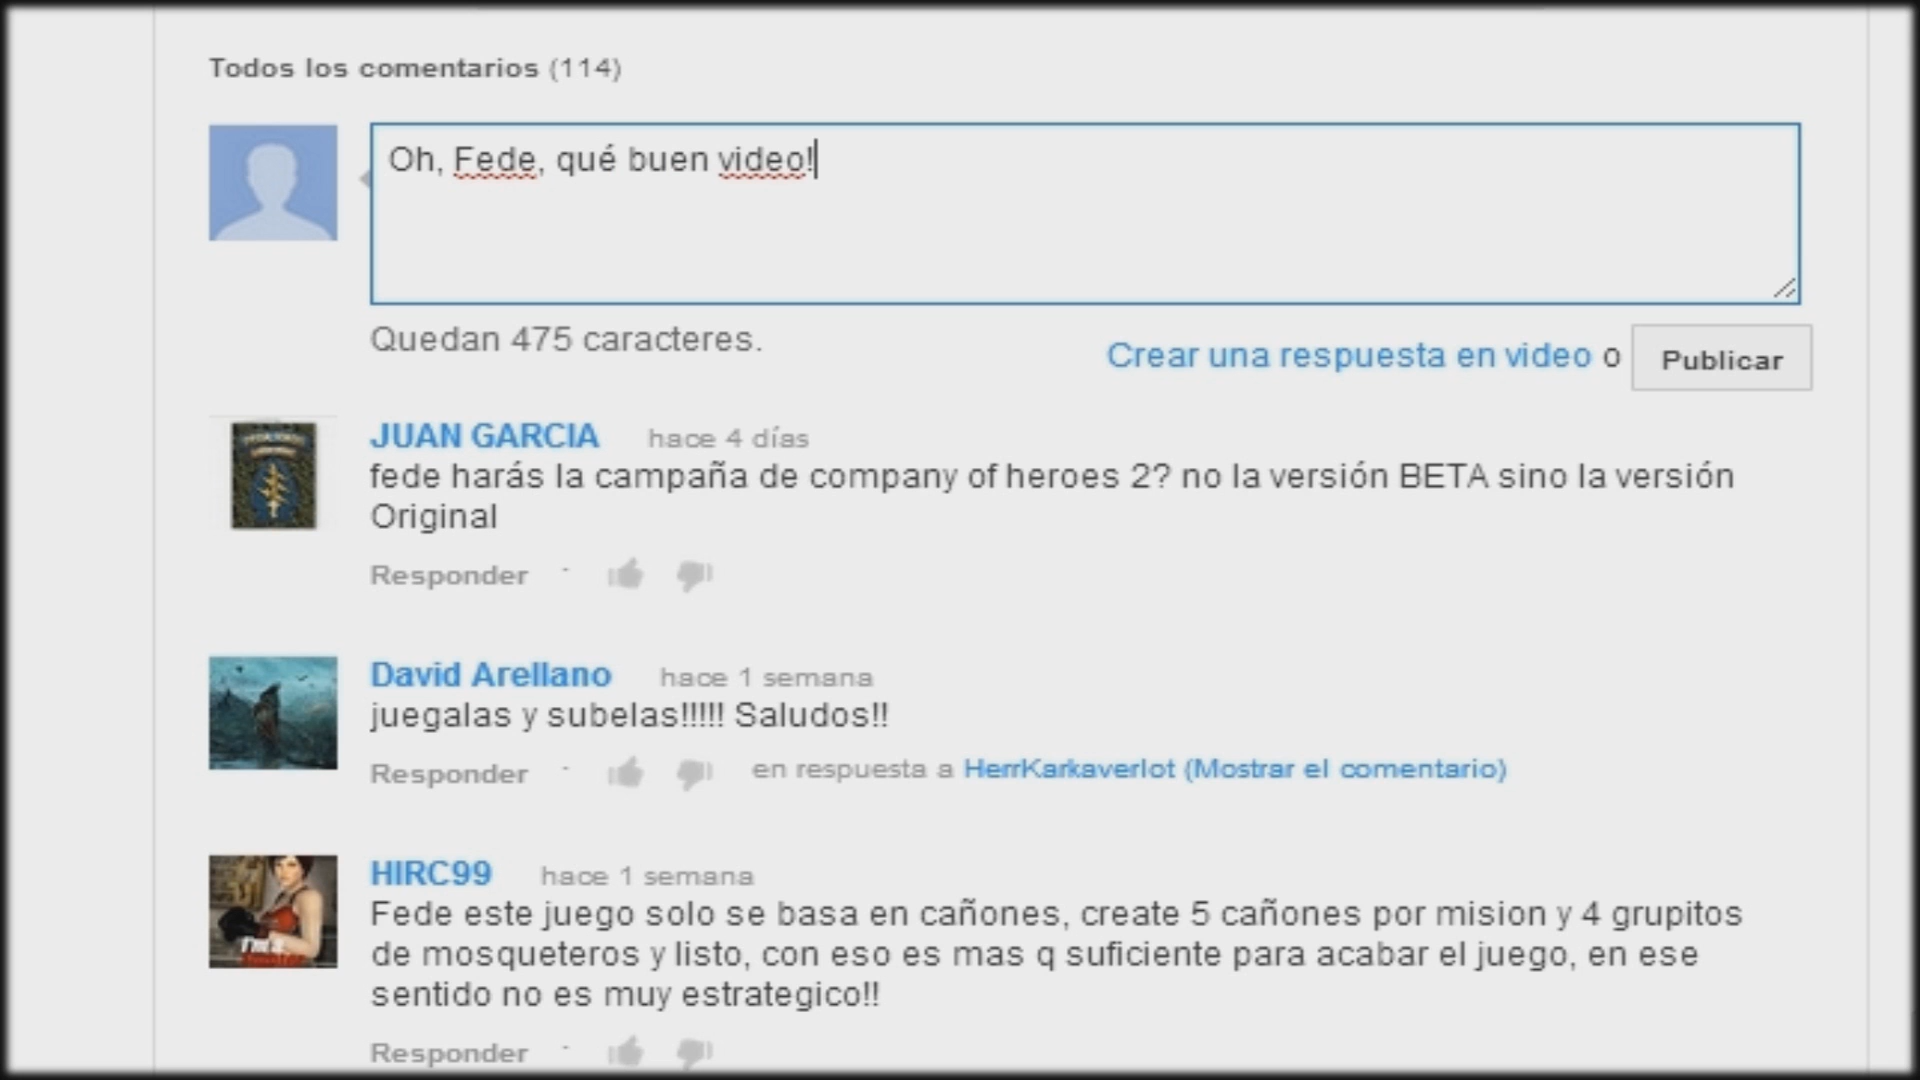 Todos los comentarios (114)
Oh, Fede, qué buen video!
Quedan 475 caracteres.
Crear una respuesta en video o Publicar
JUAN GARCIA hace 4 días
fede harás la campaña de company of heroes 2? no la versión BETA sino la versión
Original
Responder
David Arellano hace 1 semana
juegalas y subelas!!!!! Saludos!!
Responder en respuesta a HerrKarkaverlot (Mostrar el comentario)
HIRC99 hace 1 semana
Fede este juego solo se basa en cañones, create 5 cañones por mision y 4 grupitos
de mosqueteros y listo, con eso es mas q suficiente para acabar el juego, en ese
sentido no es muy estrategico!!
I'm a
Responder